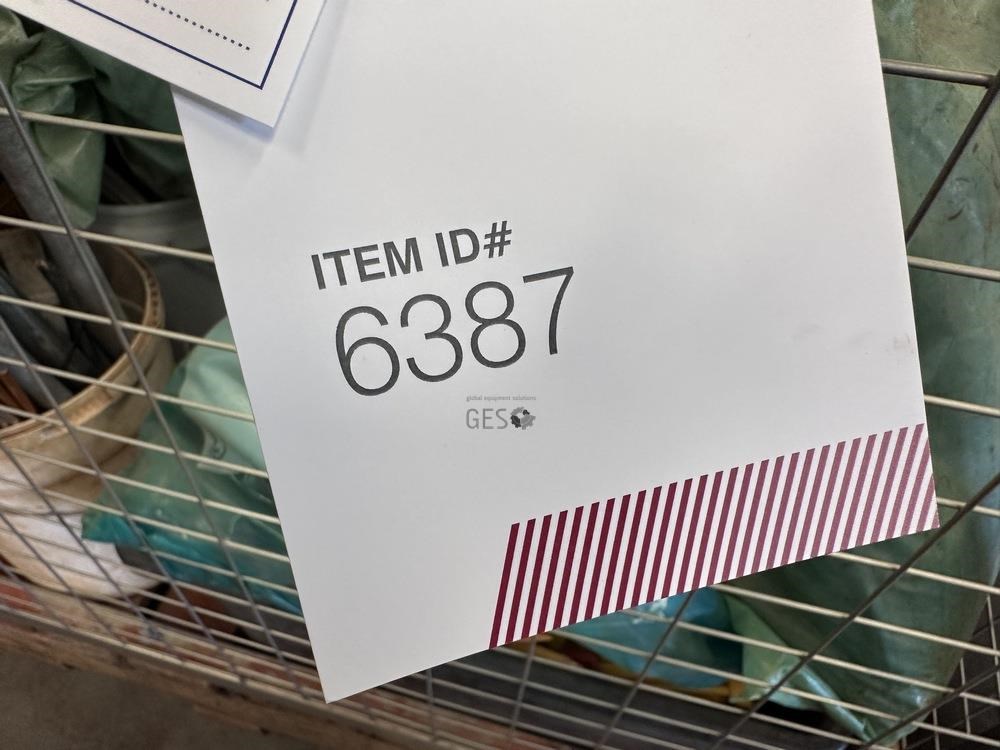 ITEM ID#
6387
global equipment solutions
GES